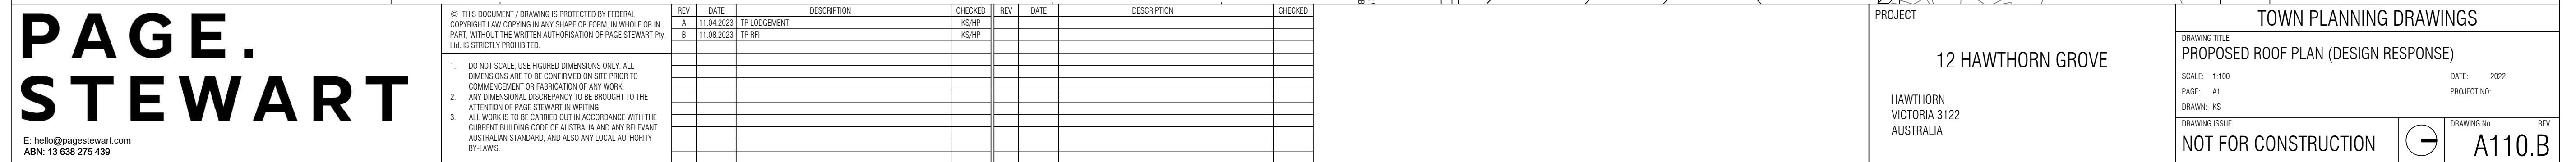 PAGE.
STEWART
E: hello@pagestewart.com
ABN: 13 638 275 439
© THIS DOCUMENT / DRAWING IS PROTECTED BY FEDERAL
COPYRIGHT LAW COPYING IN ANY SHAPE OR FORM, IN WHOLE OR IN
PART, WITHOUT THE WRITTEN AUTHORISATION OF PAGE STEWART Pty.
Ltd. IS STRICTLY PROHIBITED.
1. DO NOT SCALE, USE FIGURED DIMENSIONS ONLY. ALL
DIMENSIONS ARE TO BE CONFIRMED ON SITE PRIOR TO
COMMENCEMENT OR FABRICATION OF ANY WORK.
2. ANY DIMENSIONAL DISCREPANCY TO BE BROUGHT TO THE
ATTENTION OF PAGE STEWART IN WRITING.
3. ALL WORK IS TO BE CARRIED OUT IN ACCORDANCE WITH THE
CURRENT BUILDING CODE OF AUSTRALIA AND ANY RELEVANT
AUSTRALIAN STANDARD, AND ALSO ANY LOCAL AUTHORITY
BY-LAW'S.
REV DATE DESCRIPTION CHECKED
A 11.04.2023 TP LODGEMENT KS/HP
B 11.08.2023 TP RFI KS/HP
REV DATE DESCRIPTION CHECKED
PROJECT
12 HAWTHORN GROVE
HAWTHORN
VICTORIA 3122
AUSTRALIA
TOWN PLANNING DRAWINGS
DRAWING TITLE
PROPOSED ROOF PLAN (DESIGN RESPONSE)
SCALE: 1:100 DATE: 2022
PAGE: A1 PROJECT NO:
DRAWN: KS
DRAWING ISSUE
NOT FOR CONSTRUCTION
DRAWING No REV
A110.B